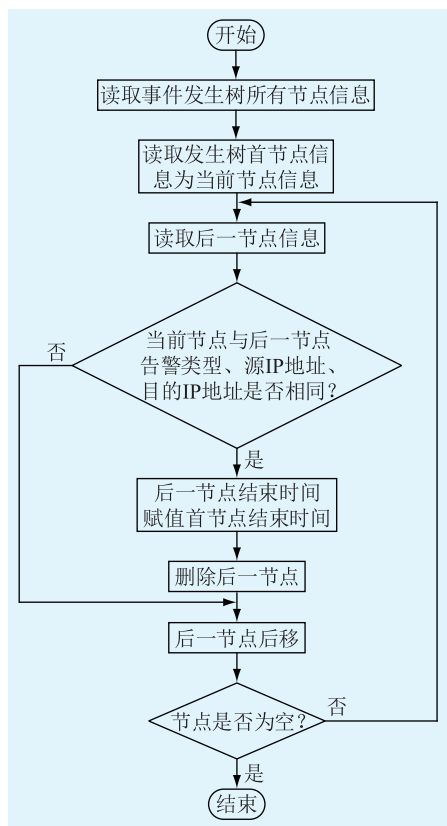 开始
读取事件发生树所有节点信息
读取发生树首节点信
息为当前节点信息
读取后一节点信息
当前节点与后一节点
告警类型、源IP地址、
目的IP地址是否相同？
否
是
后一节点结束时间
赋值首节点结束时间
删除后一节点
后一节点后移
节点是否为空？
否
是
结束